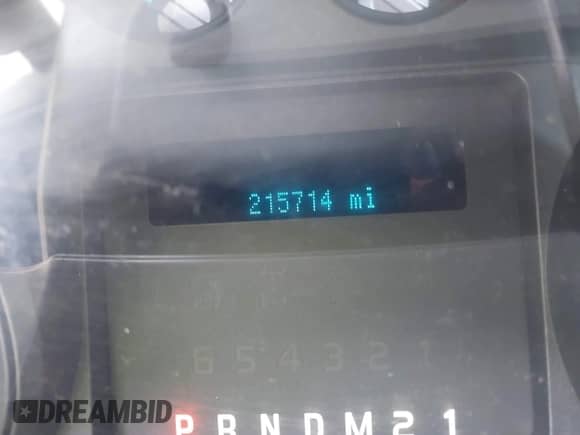 215714 mi
6 5 4 3 2 1
P R N D M 2 1
DREAMBID